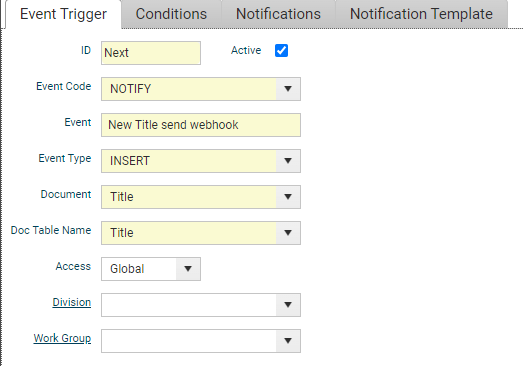 Event Trigger Conditions Notifications Notification Template
ID Next Active
Event Code NOTIFY
Event New Title send webhook
Event Type INSERT
Document Title
Doc Table Name Title
Access Global
Division
Work Group